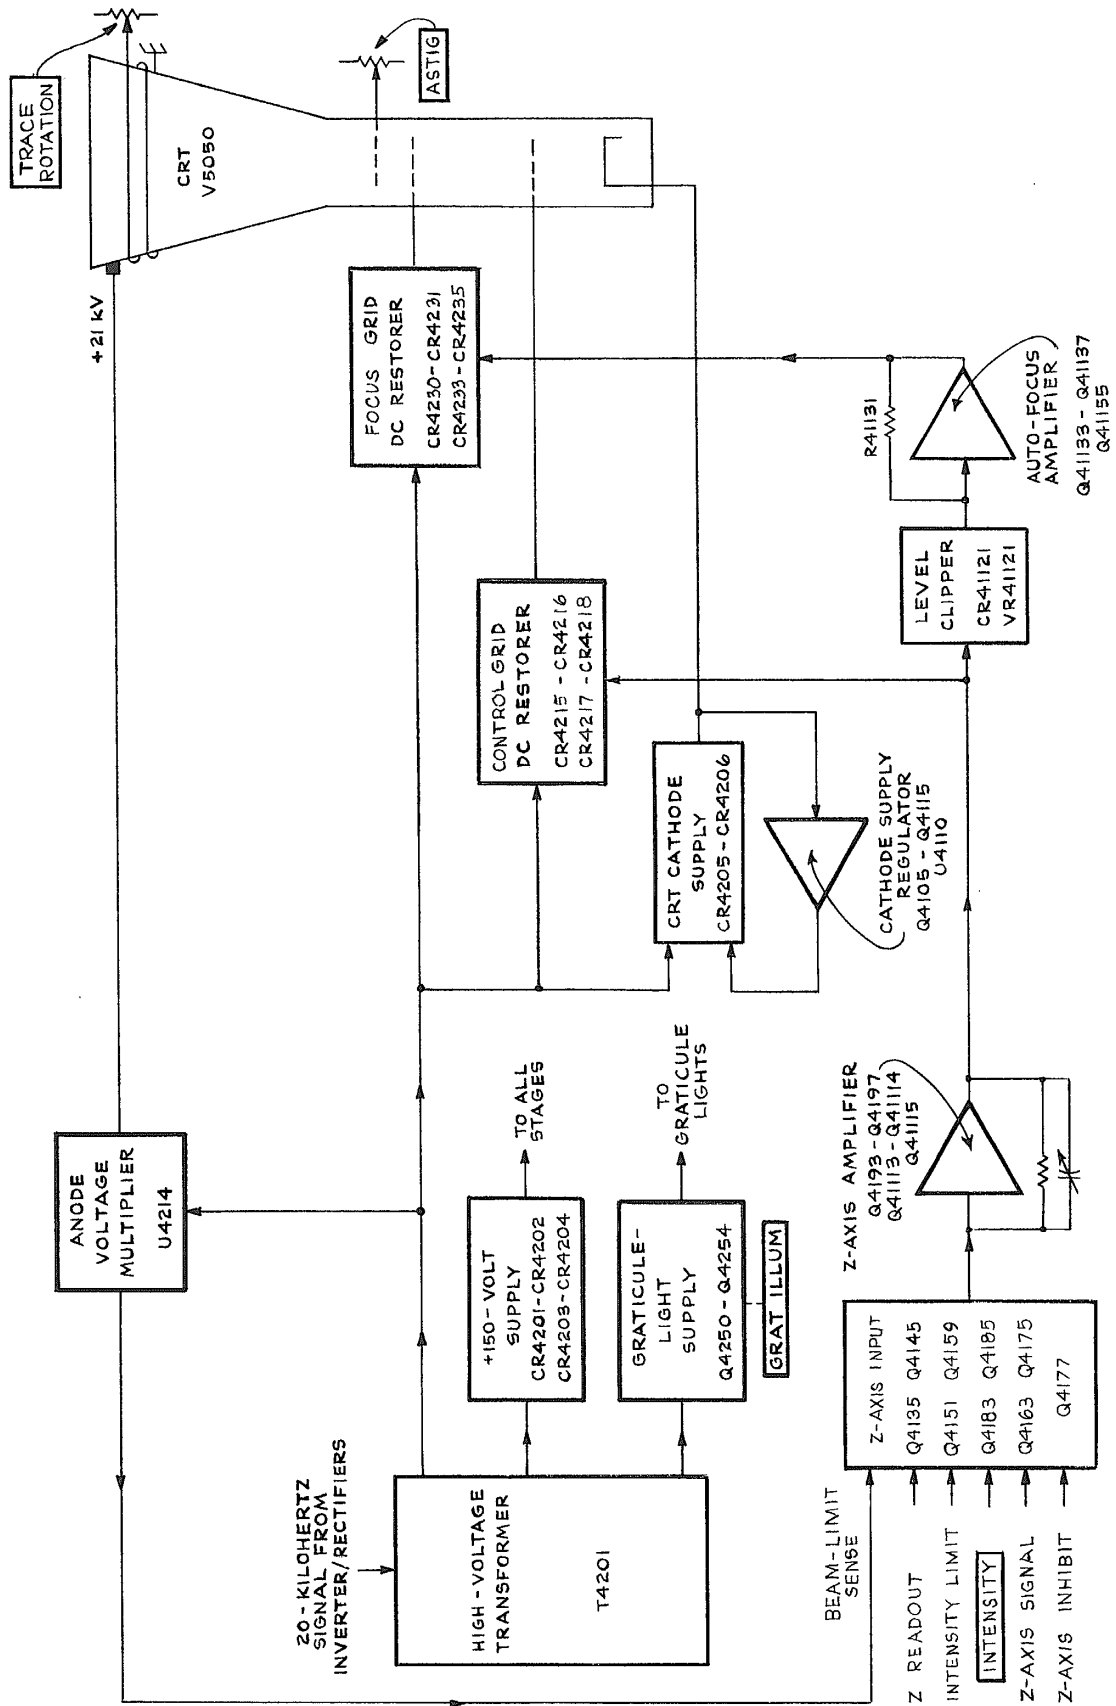 TRACE
ROTATION
CRT
V5050
ASTIG
+21 kV
ANODE
VOLTAGE
MULTIPLIER
U4214
FOCUS GRID
DC RESTORER
CR4230-CR4231
CR4233-CR4235
CONTROL GRID
DC RESTORER
CR4215-CR4216
CR4217-CR4218
CRT CATHODE
SUPPLY
CR4205-CR4206
CATHODE SUPPLY
REGULATOR
Q4105-Q4115
U4110
20-KILOHERTZ
SIGNAL FROM
INVERTER/RECTIFIERS
HIGH-VOLTAGE
TRANSFORMER
T4201
+150-VOLT
SUPPLY
CR4201-CR4202
CR4203-CR4204
TO ALL
STAGES
GRATICULE-
LIGHT
SUPPLY
Q4250-Q4254
TO
GRATICULE
LIGHTS
GRAT ILLUM
BEAM-LIMIT
SENSE
Z READOUT
INTENSITY LIMIT
INTENSITY
Z-AXIS SIGNAL
Z-AXIS INHIBIT
Z-AXIS INPUT
Q4135 Q4145
Q4151 Q4159
Q4183 Q4185
Q4163 Q4175
Q4177
Z-AXIS AMPLIFIER
Q4193-Q4197
Q41113-Q41114
Q41115
LEVEL
CLIPPER
CR41121
VR41121
R41131
AUTO-FOCUS
AMPLIFIER
Q41133-Q41137
Q41155